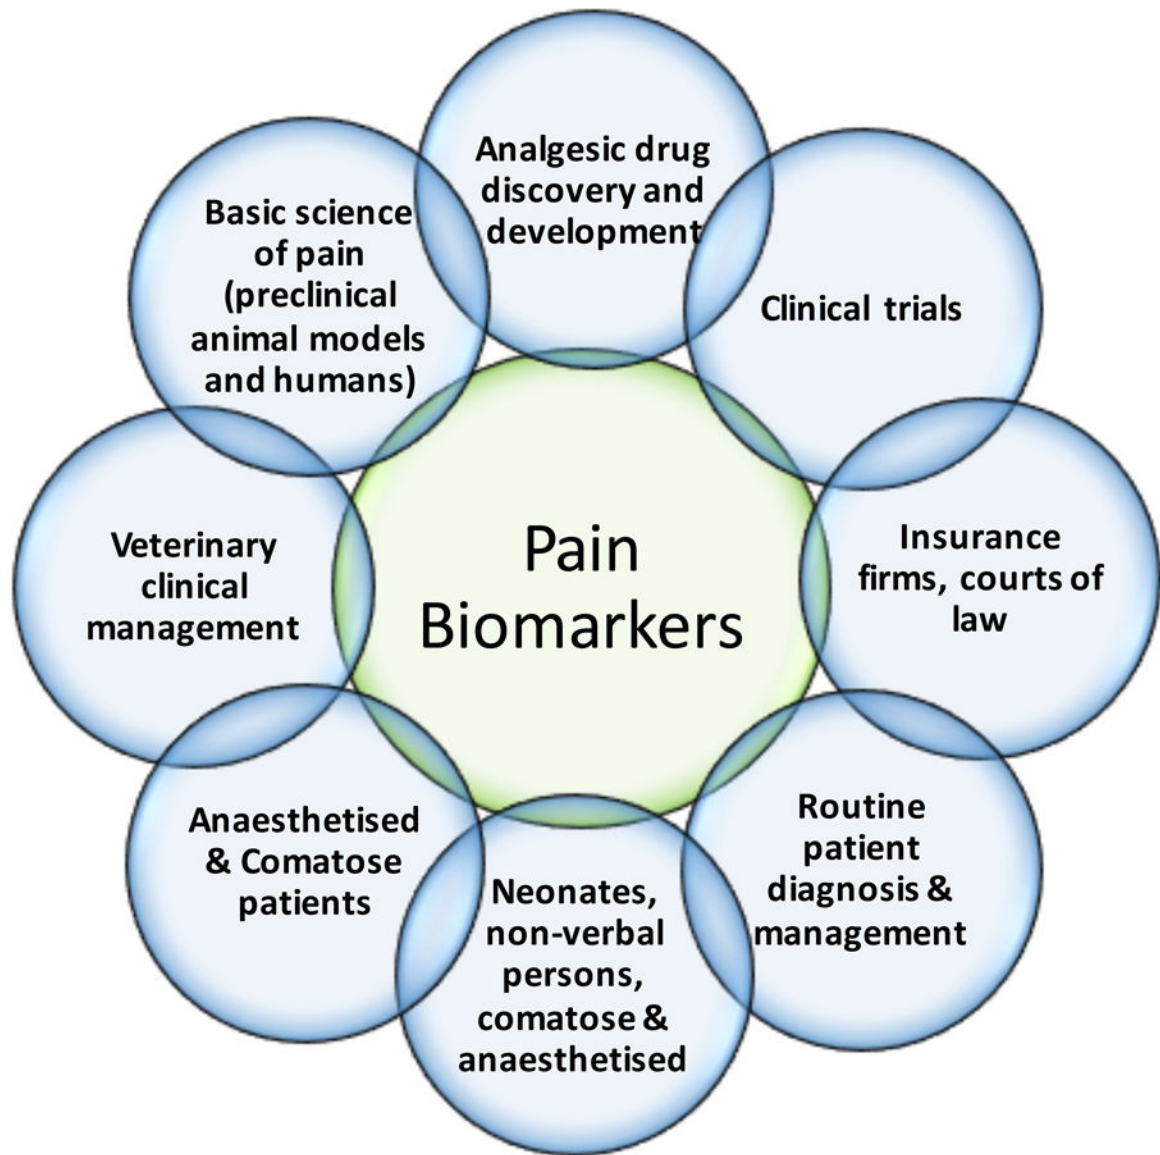 Analgesic drug
discovery and
development
Clinical trials
Insurance
firms, courts of
law
Routine
patient
diagnosis &
management
Neonates,
non-verbal
persons,
comatose &
anaesthetised
Anaesthetised
& Comatose
patients
Veterinary
clinical
management
Basic science
of pain
(preclinical
animal models
and humans)
Pain
Biomarkers